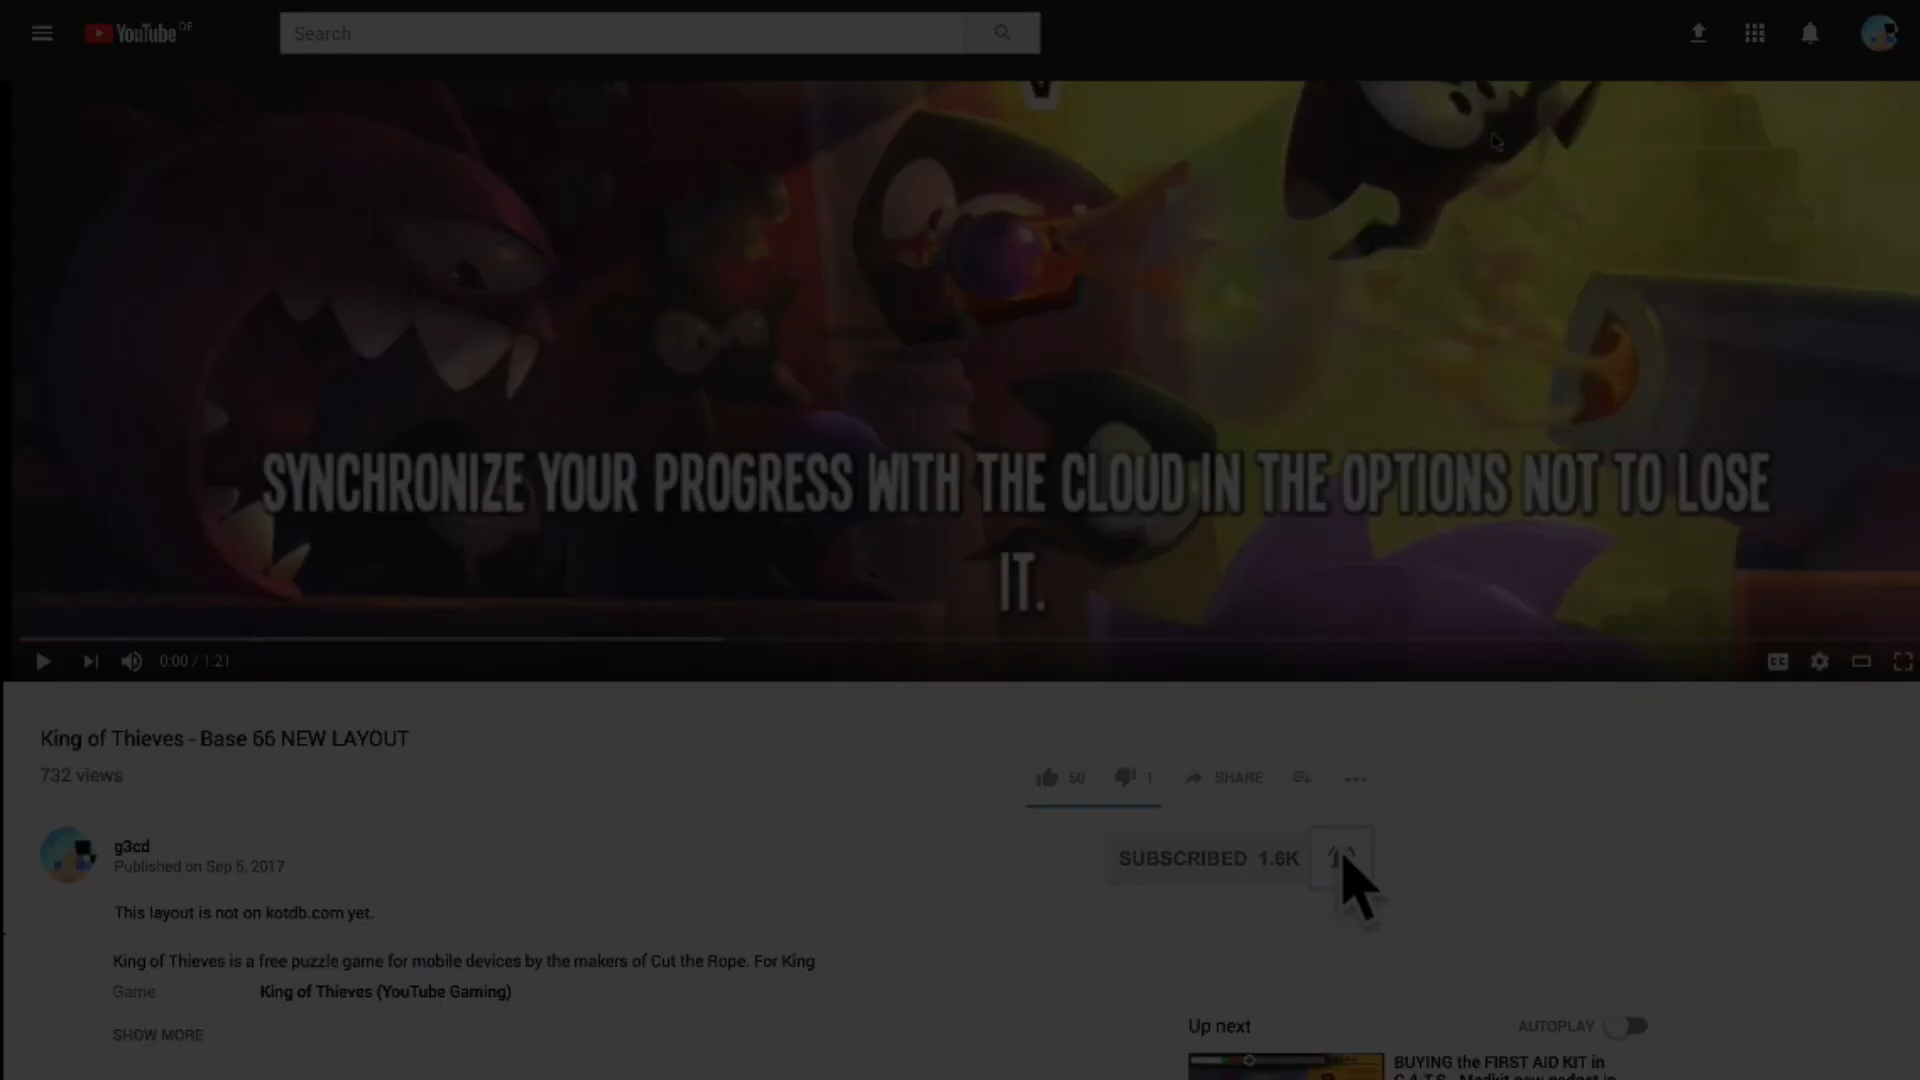 YouTube DE
Search
SYNCHRONIZE YOUR PROGRESS WITH THE CLOUD IN THE OPTIONS NOT TO LOSE
IT.
0:00 / 1:21
CC
King of Thieves - Base 66 NEW LAYOUT
732 views
60 1 SHARE
g3cd
Published on Sep 5, 2017
SUBSCRIBED 1.6K
This layout is not on kotdb.com yet.
King of Thieves is a free puzzle game for mobile devices by the makers of Cut the Rope. For King
Game King of Thieves (YouTube Gaming)
SHOW MORE
Up next AUTOPLAY
BUYING the FIRST AID KIT in